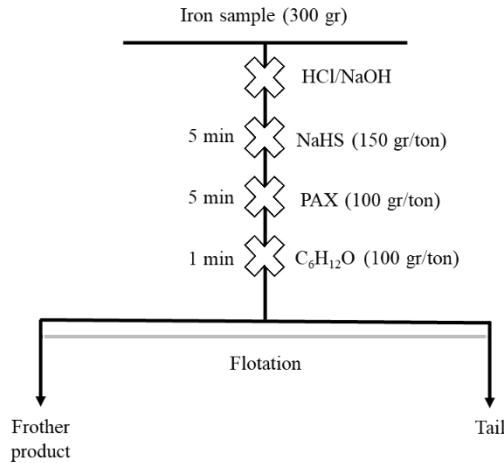 Iron sample (300 gr)
HCl/NaOH
5 min NaHS (150 gr/ton)
5 min PAX (100 gr/ton)
1 min C₆H₁₂O (100 gr/ton)
Flotation
Frother
product
Tail